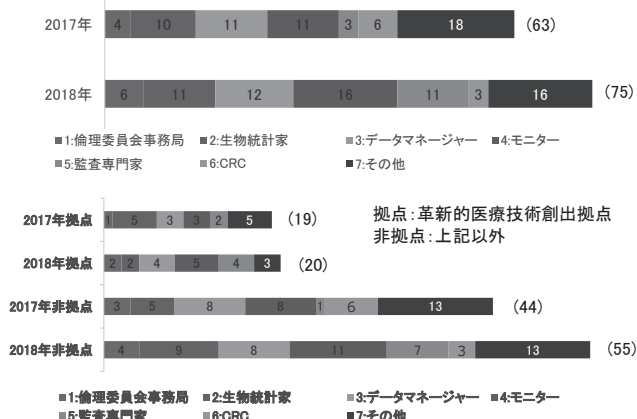 2017年 4 10 11 11 3 6 18 (63)
2018年 6 11 12 16 11 3 16 (75)
■1:倫理委員会事務局 ■2:生物統計家 ■3:データマネージャー ■4:モニター
■5:監査専門家 ■6:CRC ■7:その他
拠点:革新的医療技術創出拠点
2017年拠点 1 5 3 3 2 5 (19)
非拠点:上記以外
2018年拠点 2 2 4 5 4 3 (20)
2017年非拠点 3 5 8 8 1 6 13 (44)
2018年非拠点 4 9 8 11 7 3 13 (55)
■1:倫理委員会事務局 ■2:生物統計家 ■3:データマネージャー ■4:モニター
■5:監査専門家 ■6:CRC ■7:その他